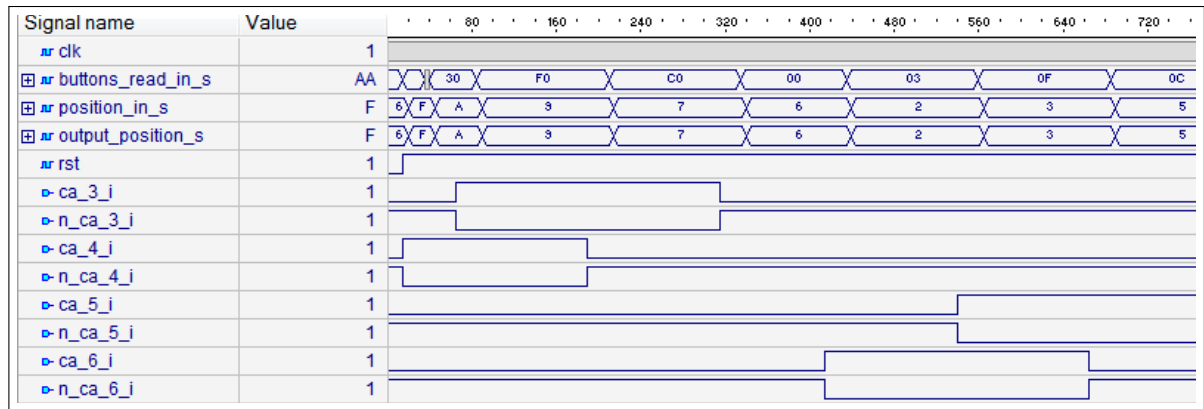 Signal name Value 80 160 240 320 400 480 560 640 720
clk 1
buttons_read_in_s AA 30 F0 C0 00 03 0F 0C
position_in_s F 6 F A 9 7 6 2 3 5
output_position_s F 6 F A 9 7 6 2 3 5
rst 1
ca_3_i 1
n_ca_3_i 1
ca_4_i 1
n_ca_4_i 1
ca_5_i 1
n_ca_5_i 1
ca_6_i 1
n_ca_6_i 1